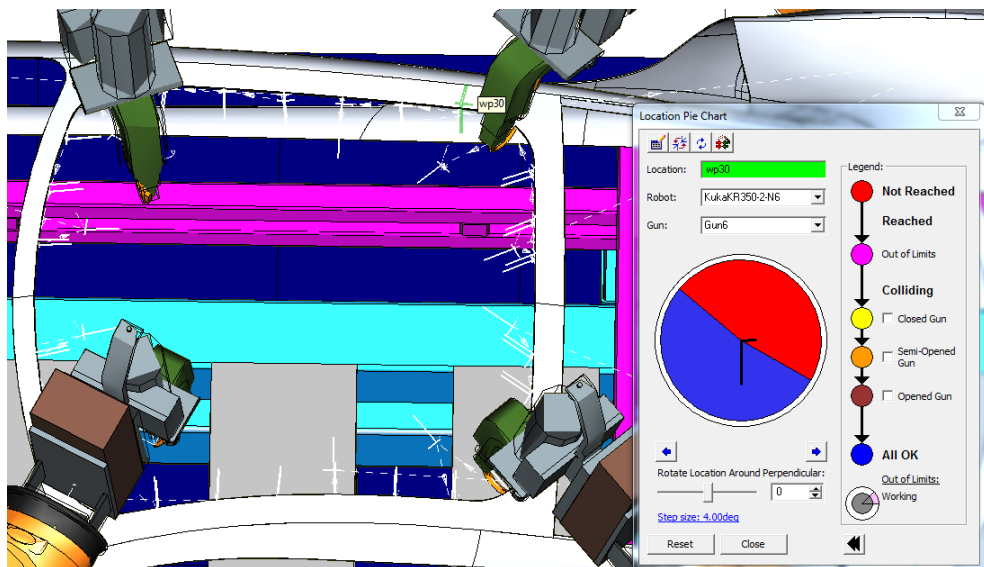 wp30
Location Pie Chart
Location:
wp30
Robot:
KukaKR350-2-N6
Gun:
Gun6
Rotate Location Around Perpendicular:
0
Step size: 4.00deg
Reset
Close
Legend:
Not Reached
Reached
Out of Limits
Colliding
Closed Gun
Semi-Opened
Gun
Opened Gun
All OK
Out of Limits:
Working